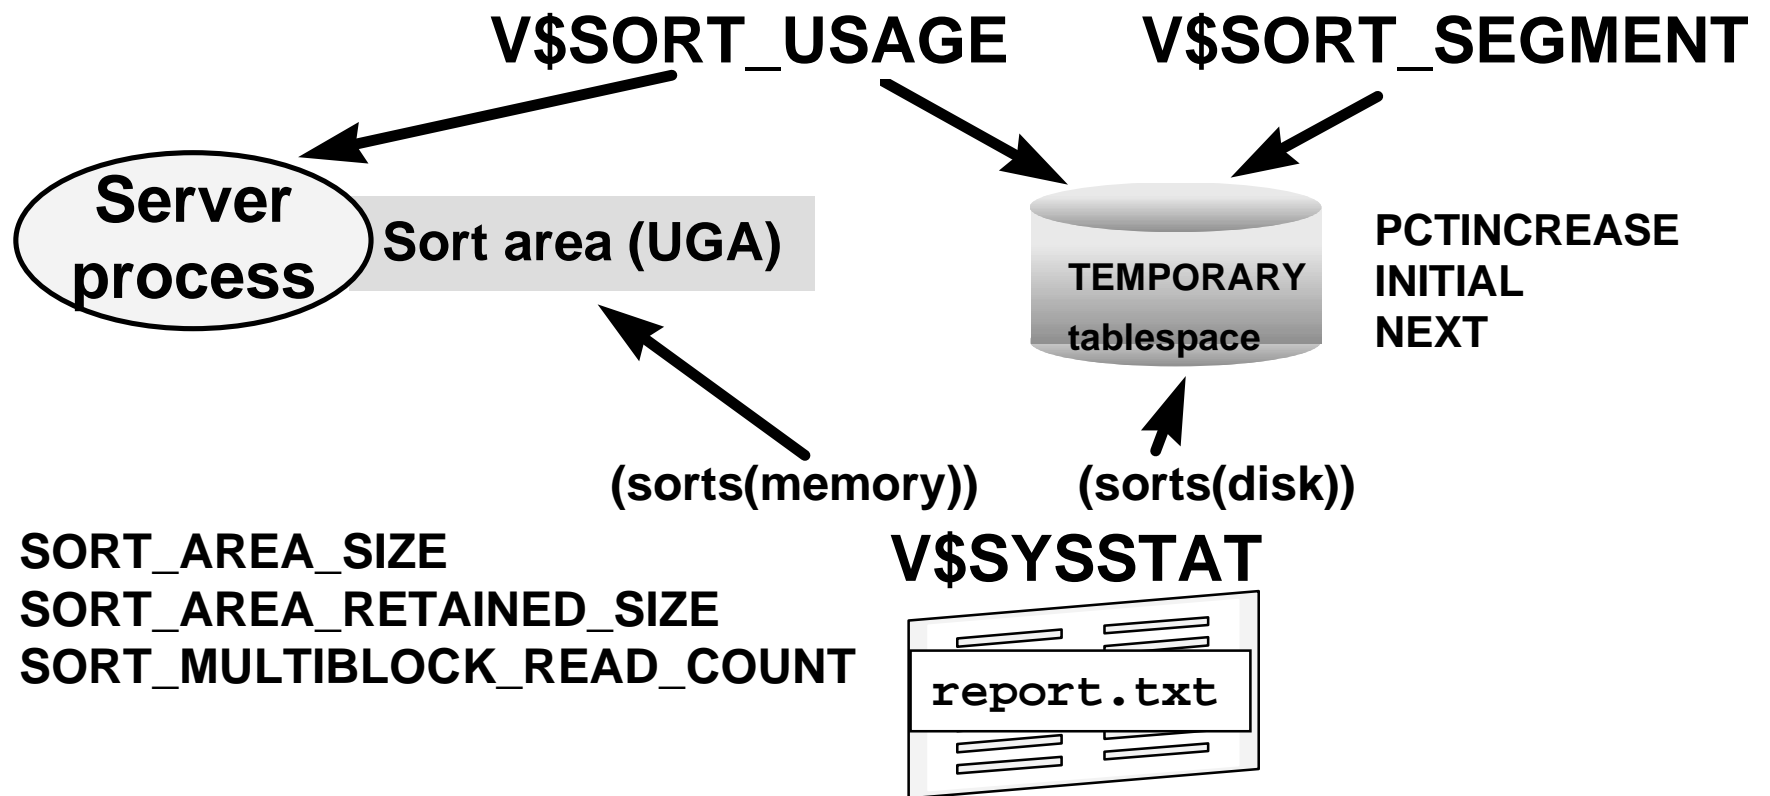 V$SORT_USAGE
V$SORT_SEGMENT
Server
process
Sort area (UGA)
TEMPORARY
tablespace
PCTINCREASE
INITIAL
NEXT
(sorts(memory))
(sorts(disk))
SORT_AREA_SIZE
SORT_AREA_RETAINED_SIZE
SORT_MULTIBLOCK_READ_COUNT
V$SYSSTAT
report.txt